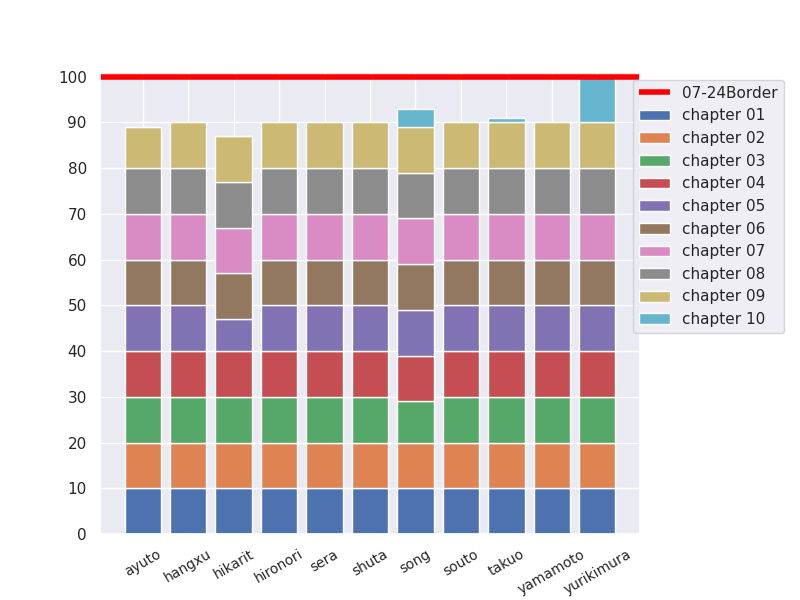 100
90
80
70
60
50
40
30
20
10
0
ayuto
hangxu
hikarit
hironori
sera
shuta
song
souto
takuo
yamamoto
yurikimura
07-24Border
chapter 01
chapter 02
chapter 03
chapter 04
chapter 05
chapter 06
chapter 07
chapter 08
chapter 09
chapter 10